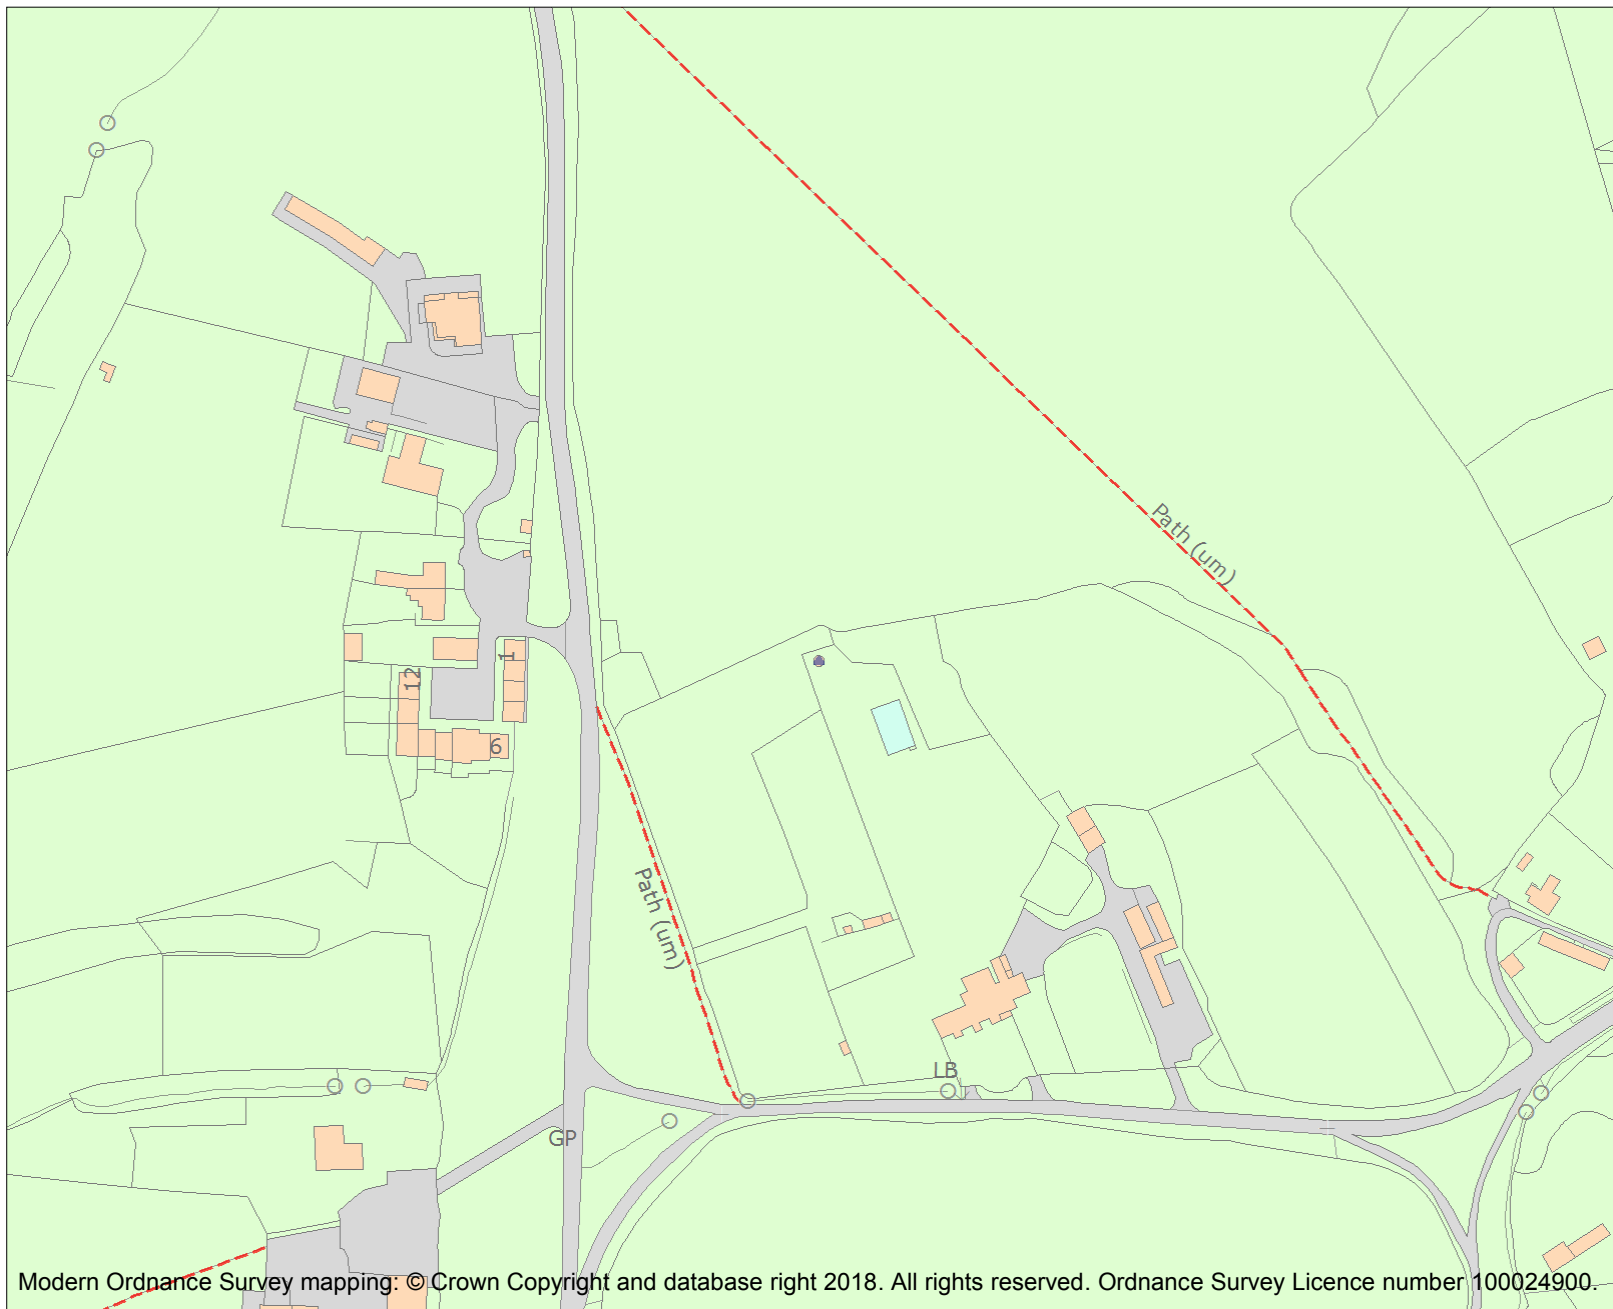 Path (um)
1
12
6
Path (um)
LB
GP
Modern Ordnance Survey mapping: © Crown Copyright and database right 2018. All rights reserved. Ordnance Survey Licence number 100024900.